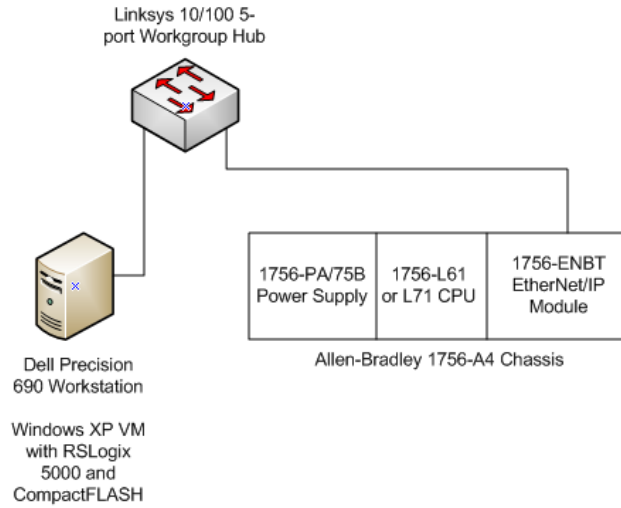 Linksys 10/100 5-
port Workgroup Hub
1756-PA/75B
Power Supply
1756-L61
or L71 CPU
1756-ENBT
EtherNet/IP
Module
Allen-Bradley 1756-A4 Chassis
Dell Precision
690 Workstation
Windows XP VM
with RSLogix
5000 and
CompactFLASH